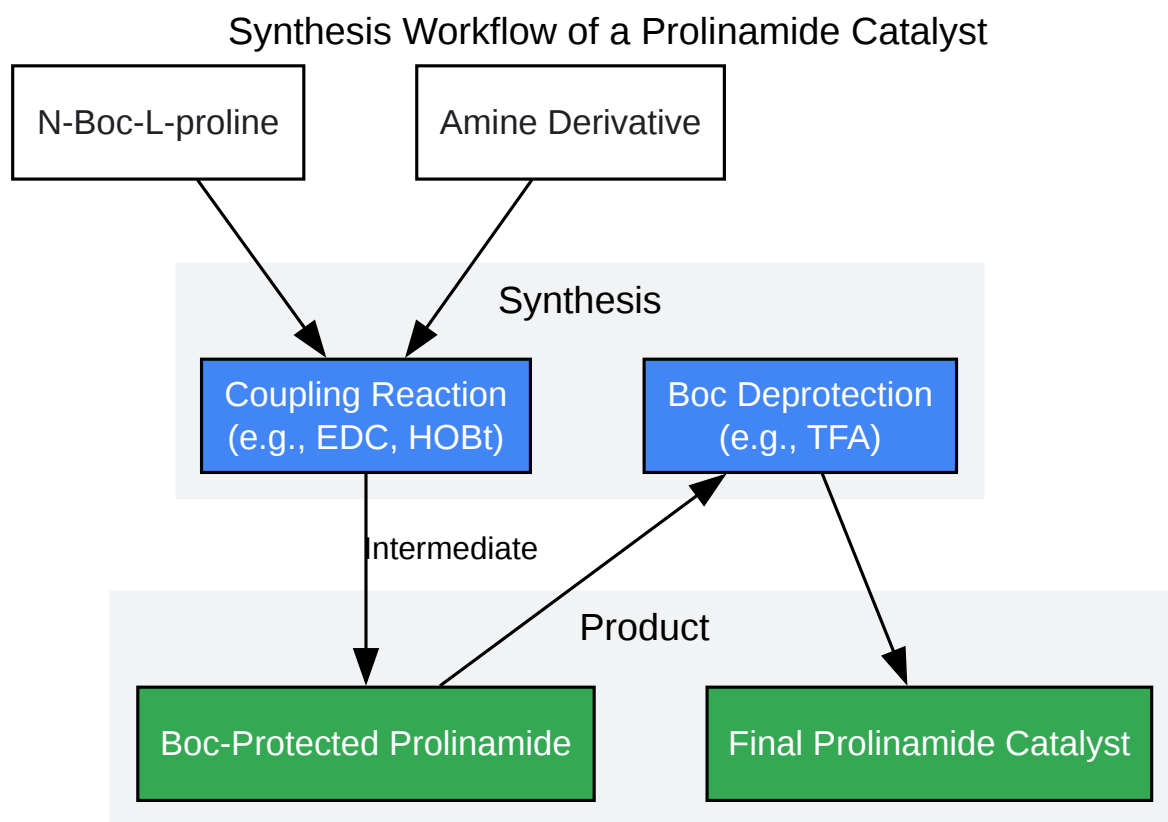 Synthesis Workflow of a Prolinamide Catalyst
N-Boc-L-proline
Amine Derivative
Synthesis
Coupling Reaction
(e.g., EDC, HOBt)
Boc Deprotection
(e.g., TFA)
Intermediate
Product
Boc-Protected Prolinamide
Final Prolinamide Catalyst